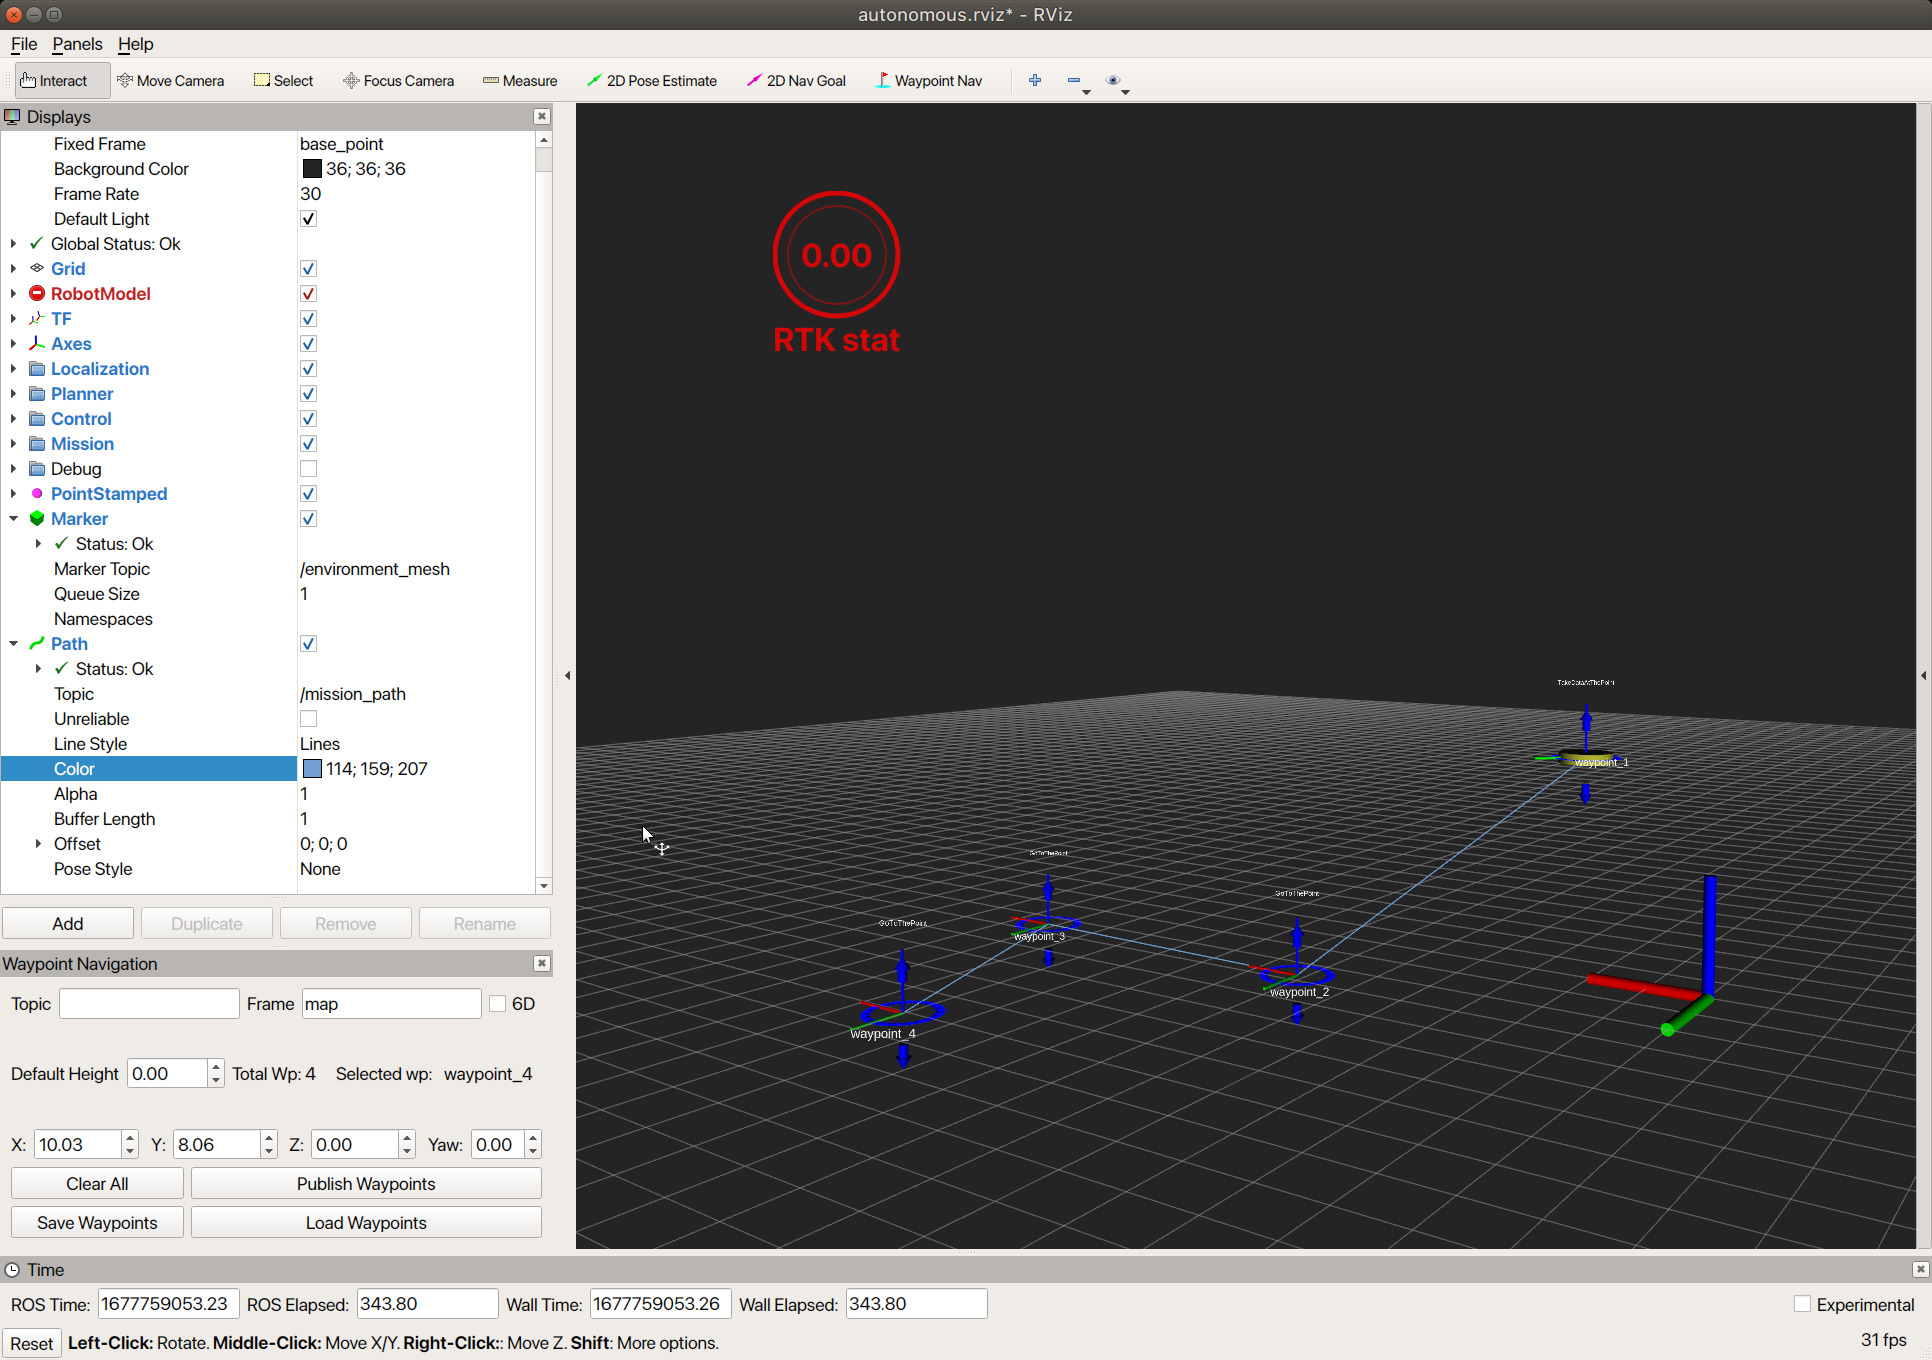 autonomous.rviz* - RViz
File Panels Help
Interact Move Camera Select Focus Camera Measure 2D Pose Estimate 2D Nav Goal Waypoint Nav
Displays
Fixed Frame base_point
Background Color 36; 36; 36
Frame Rate 30
Default Light
Global Status: Ok
Grid
RobotModel
TF
Axes
Localization
Planner
Control
Mission
Debug
PointStamped
Marker
Status: Ok
Marker Topic /environment_mesh
Queue Size 1
Namespaces
Path
Status: Ok
Topic /mission_path
Unreliable
Line Style Lines
Color 114; 159; 207
Alpha 1
Buffer Length 1
Offset 0; 0; 0
Pose Style None
Add Duplicate Remove Rename
Waypoint Navigation
Topic Frame map 6D
Default Height 0.00 Total Wp: 4 Selected wp: waypoint_4
X: 10.03 Y: 8.06 Z: 0.00 Yaw: 0.00
Clear All Publish Waypoints
Save Waypoints Load Waypoints
0.00
RTK stat
TakeDataAtThePoint
waypoint_1
GoToThePoint
waypoint_3
GoToThePoint
waypoint_2
GoToThePoint
waypoint_4
Time
ROS Time: 1677759053.23 ROS Elapsed: 343.80 Wall Time: 1677759053.26 Wall Elapsed: 343.80 Experimental
Reset Left-Click: Rotate. Middle-Click: Move X/Y. Right-Click:: Move Z. Shift: More options. 31 fps